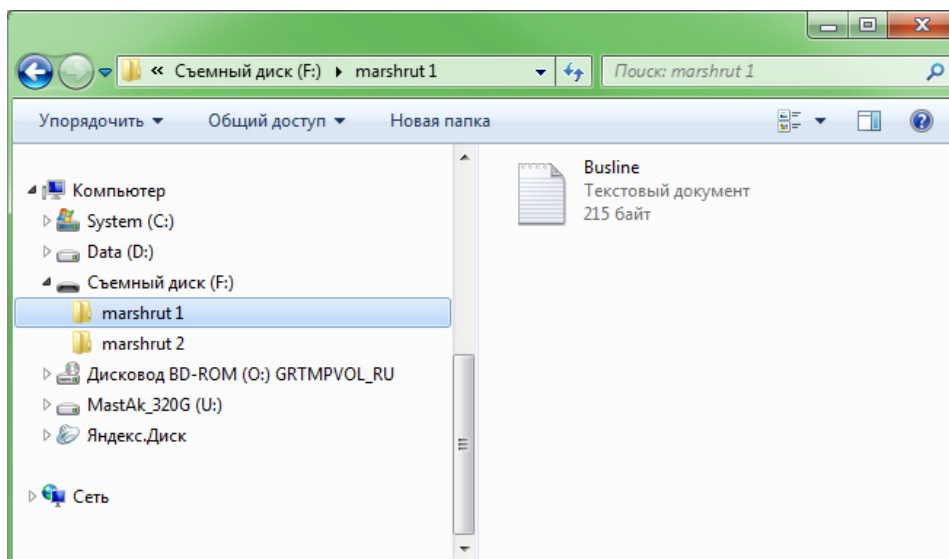 « Съемный диск (F:) ▸ marshrut 1
Поиск: marshrut 1
Упорядочить ▾ Общий доступ ▾ Новая папка
Компьютер
System (C:)
Data (D:)
Съемный диск (F:)
marshrut 1
marshrut 2
Дисковод BD-ROM (O:) GRTMPVOL_RU
MastAk_320G (U:)
Яндекс.Диск
Сеть
Busline
Текстовый документ
215 байт